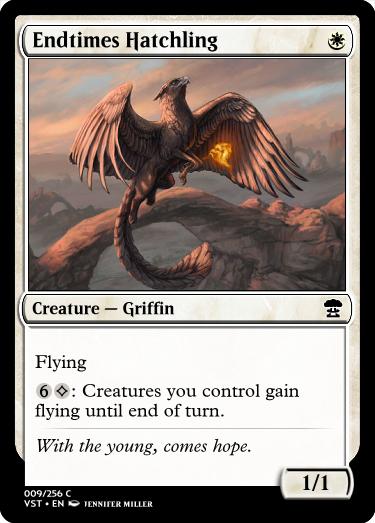 Endtimes Hatchling
Creature — Griffin
Flying
6: Creatures you control gain
flying until end of turn.
With the young, comes hope.
1/1
009/256 C
VST • EN JENNIFER MILLER